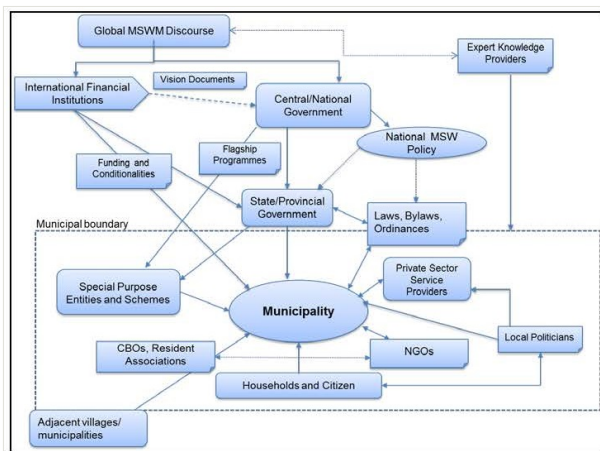 Global MSWM Discourse
Expert Knowledge
Providers
International Financial
Institutions
Vision Documents
Central/National
Government
National MSW
Policy
Funding and
Conditionalities
Flagship
Programmes
State/Provincial
Government
Laws, Bylaws,
Ordinances
Municipal boundary
Special Purpose
Entities and Schemes
Private Sector
Service
Providers
Municipality
Local Politicians
CBOs, Resident
Associations
NGOs
Households and Citizen
Adjacent villages/
municipalities